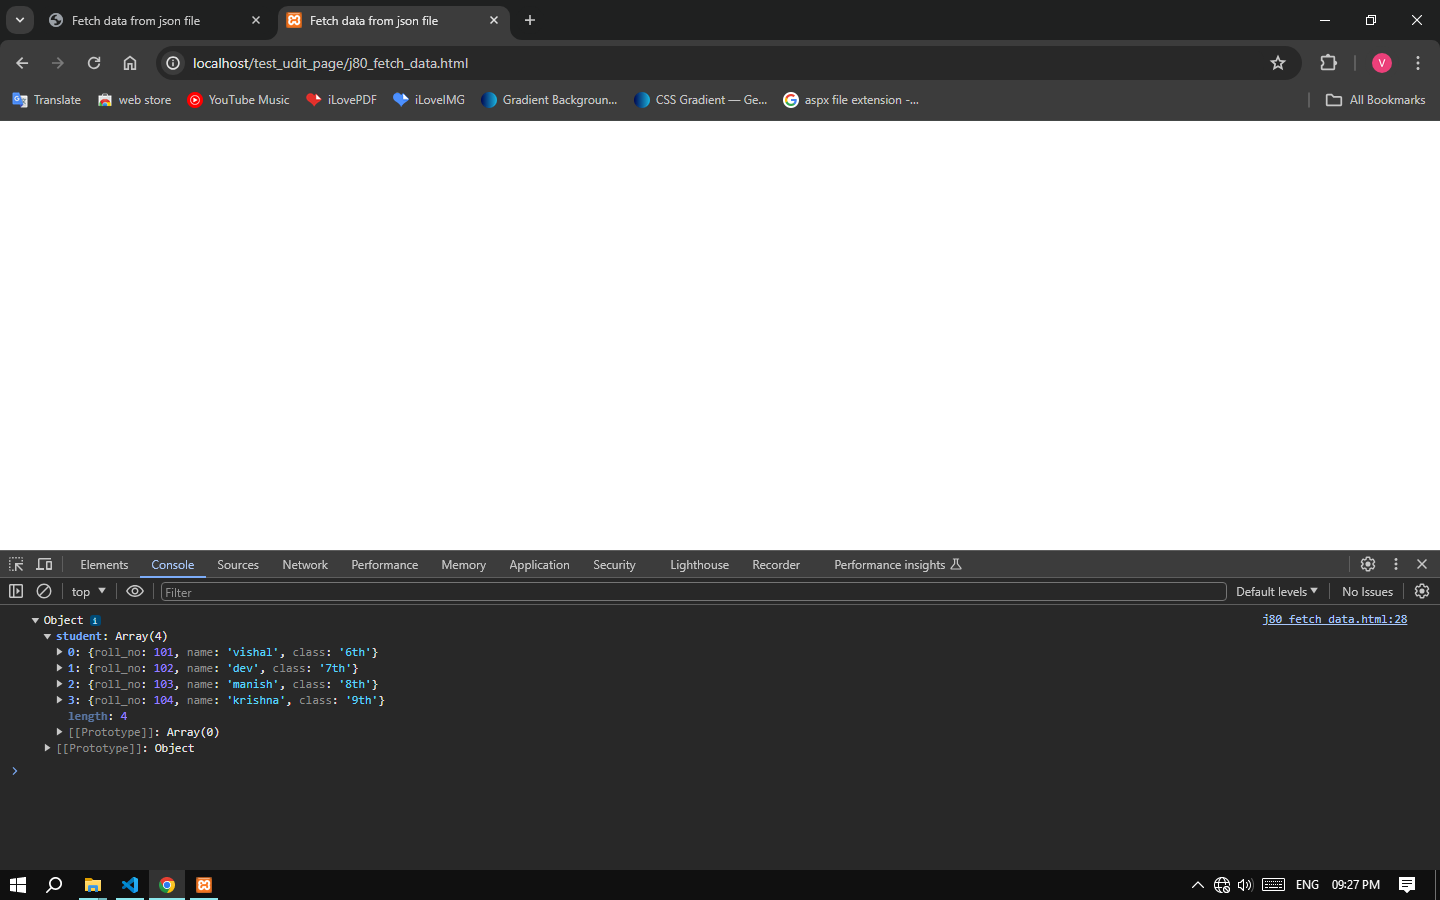 Fetch data from json file
Fetch data from json file
localhost/test_udit_page/j80_fetch_data.html
V
Translate
web store
YouTube Music
iLovePDF
iLoveIMG
Gradient Backgroun...
CSS Gradient — Ge...
aspx file extension -...
All Bookmarks
Elements
Console
Sources
Network
Performance
Memory
Application
Security
Lighthouse
Recorder
Performance insights
top
Filter
Default levels
No Issues
Object i
j80_fetch_data.html:28
student: Array(4)
0: {roll_no: 101, name: 'vishal', class: '6th'}
1: {roll_no: 102, name: 'dev', class: '7th'}
2: {roll_no: 103, name: 'manish', class: '8th'}
3: {roll_no: 104, name: 'krishna', class: '9th'}
length: 4
[[Prototype]]: Array(0)
[[Prototype]]: Object
ENG
09:27 PM